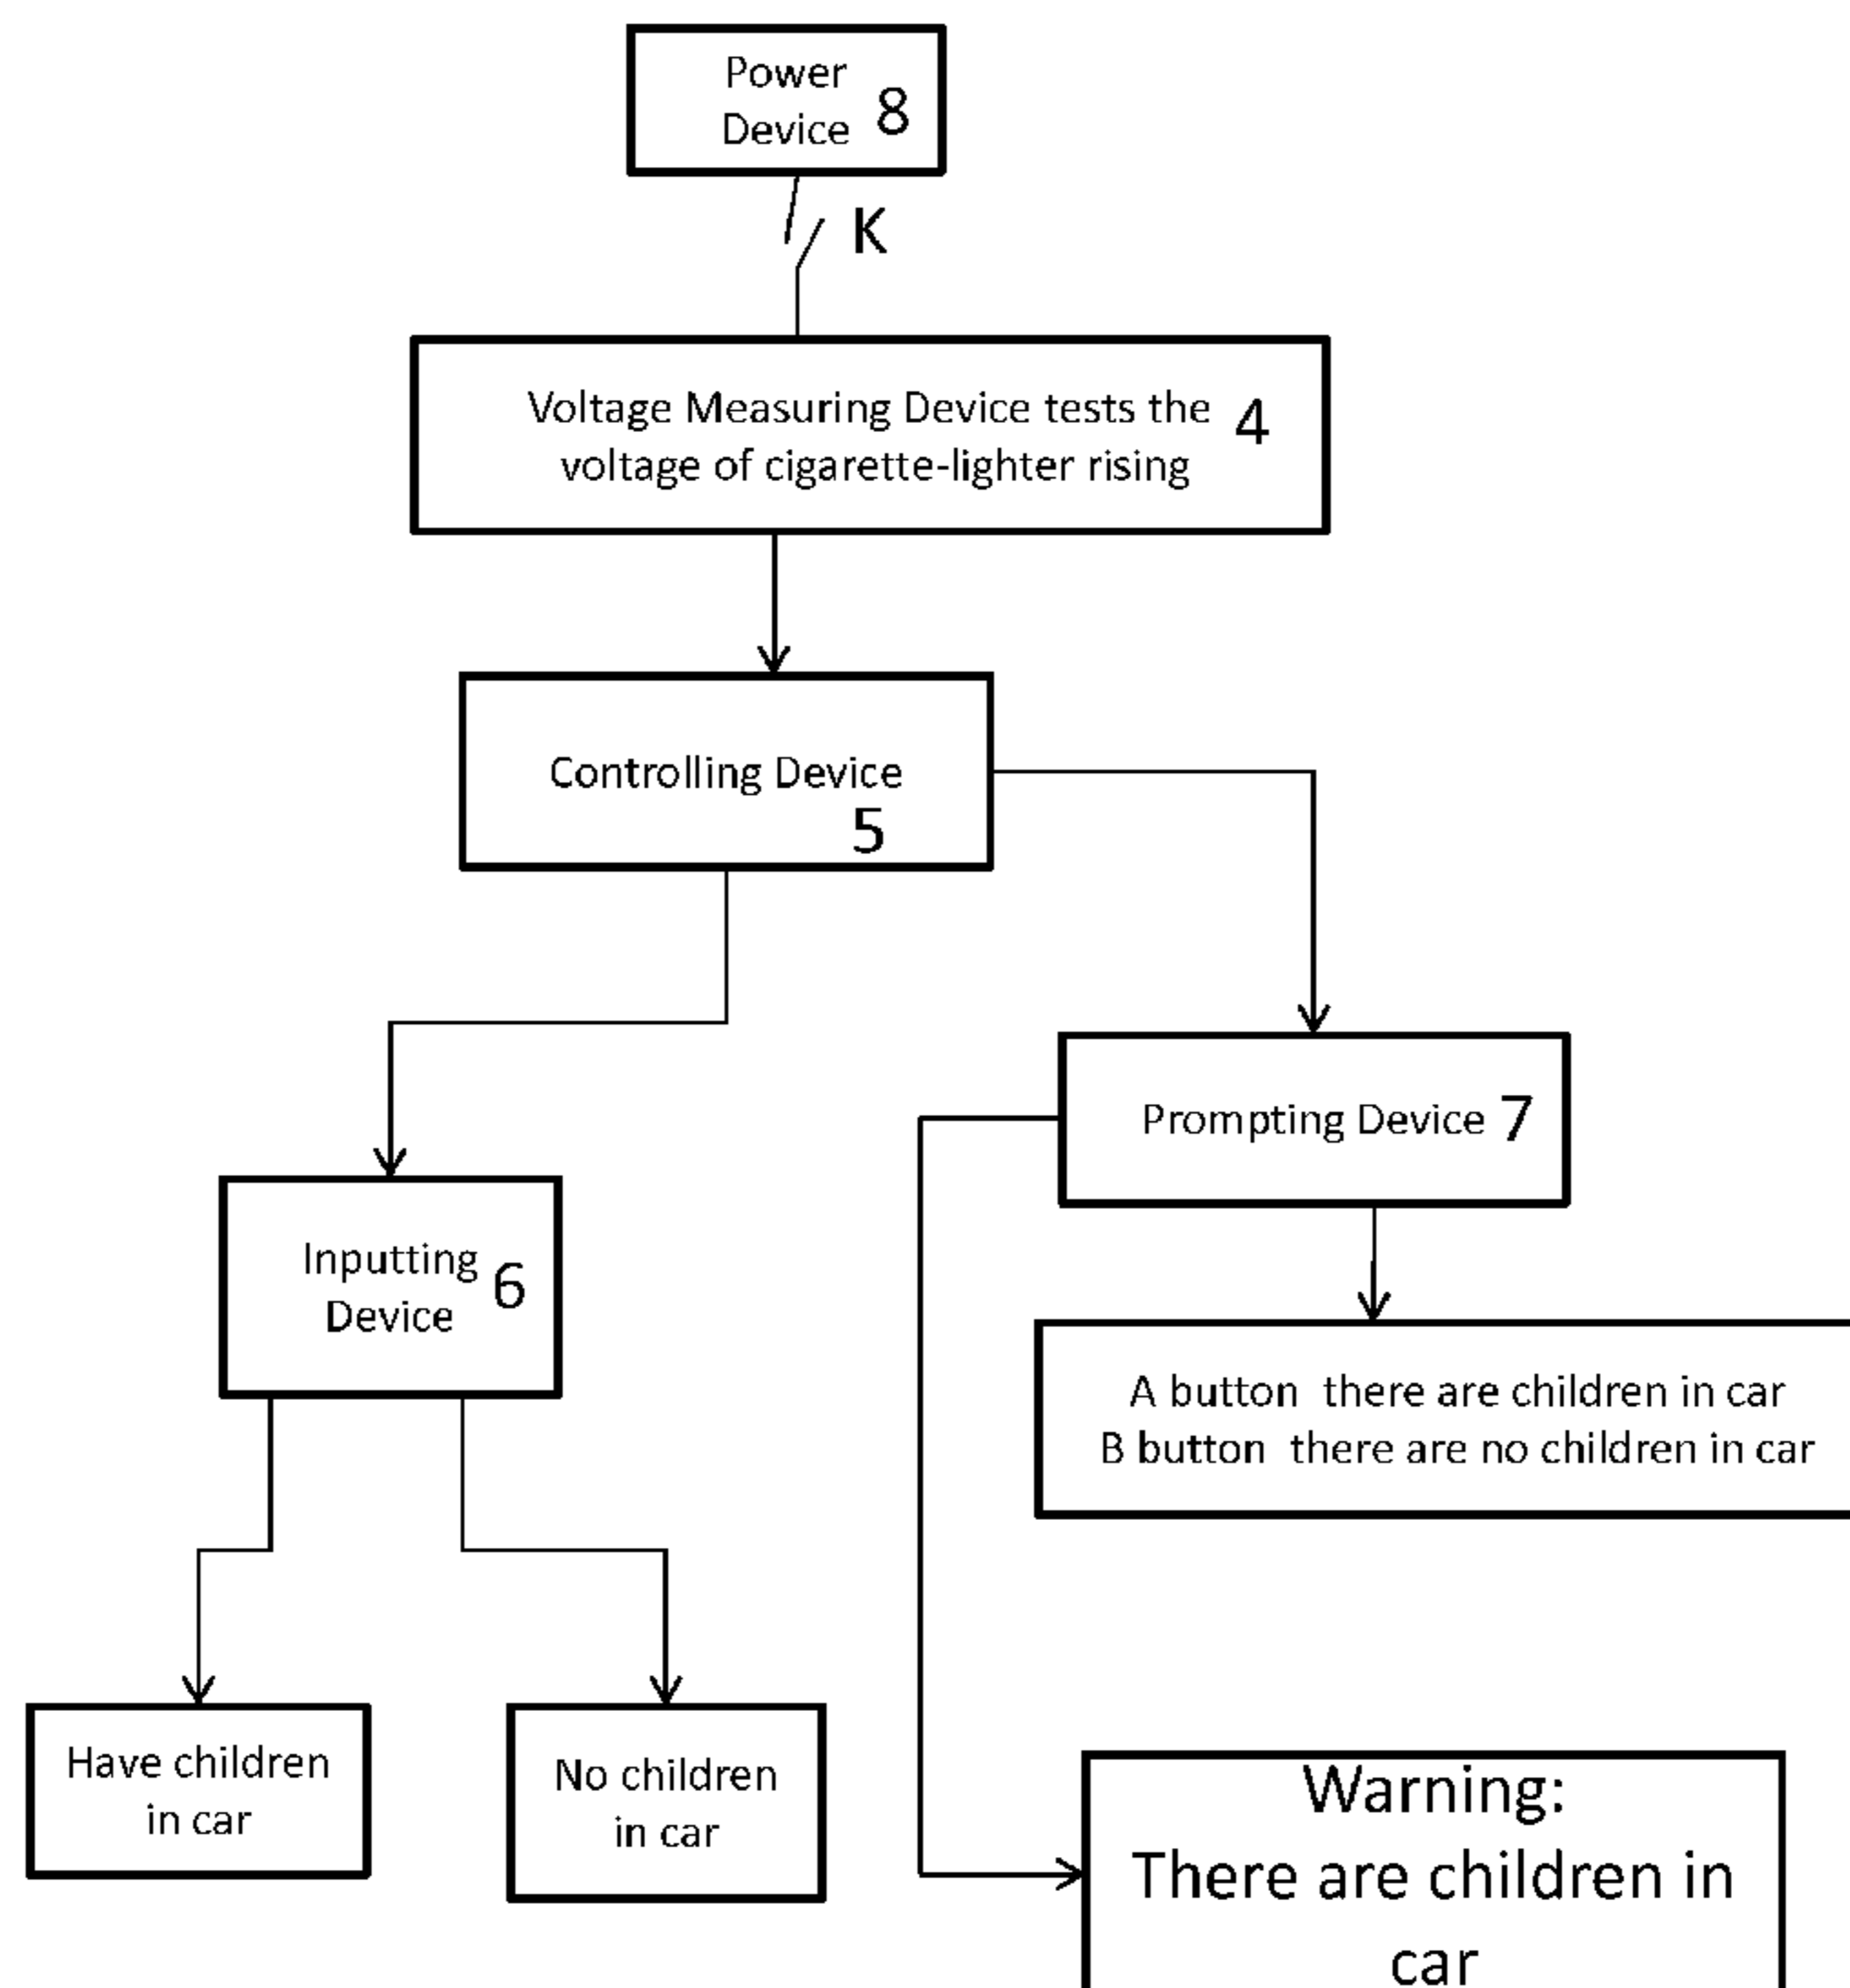 Power
Device 8
K
Voltage Measuring Device tests the 4
voltage of cigarette-lighter rising
Controlling Device
5
Prompting Device 7
Inputting
Device 6
A button there are children in car
B button there are no children in car
Have children
in car
No children
in car
Warning:
There are children in
car